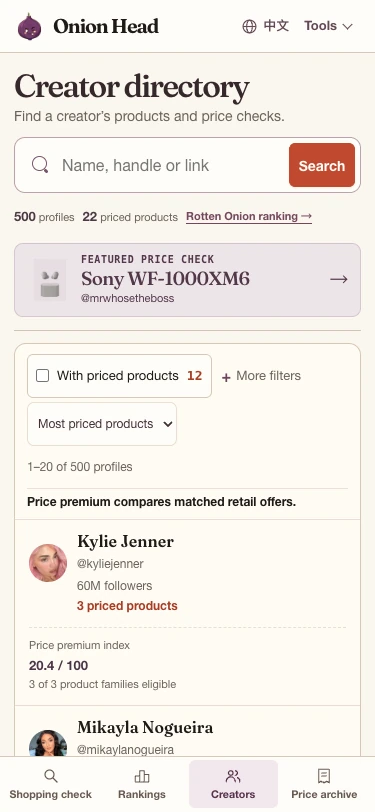 Onion Head
中文
Tools
Creator directory
Find a creator's products and price checks.
Name, handle or link
Search
500 profiles 22 priced products Rotten Onion ranking →
FEATURED PRICE CHECK
Sony WF-1000XM6
@mrwhosetheboss
With priced products 12
+ More filters
Most priced products
1–20 of 500 profiles
Price premium compares matched retail offers.
Kylie Jenner
@kyliejenner
60M followers
3 priced products
Price premium index
20.4 / 100
3 of 3 product families eligible
Mikayla Nogueira
@mikaylanogueira
Shopping check
Rankings
Creators
Price archive